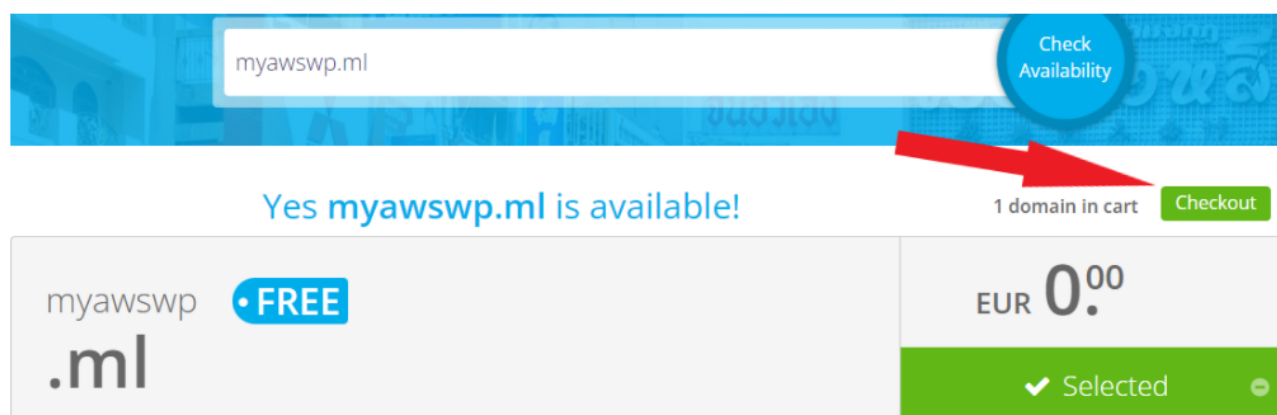 myawswp.ml
Check
Availability
Yes myawswp.ml is available!
1 domain in cart
Checkout
myawswp
• FREE
.ml
EUR 0.00
Selected